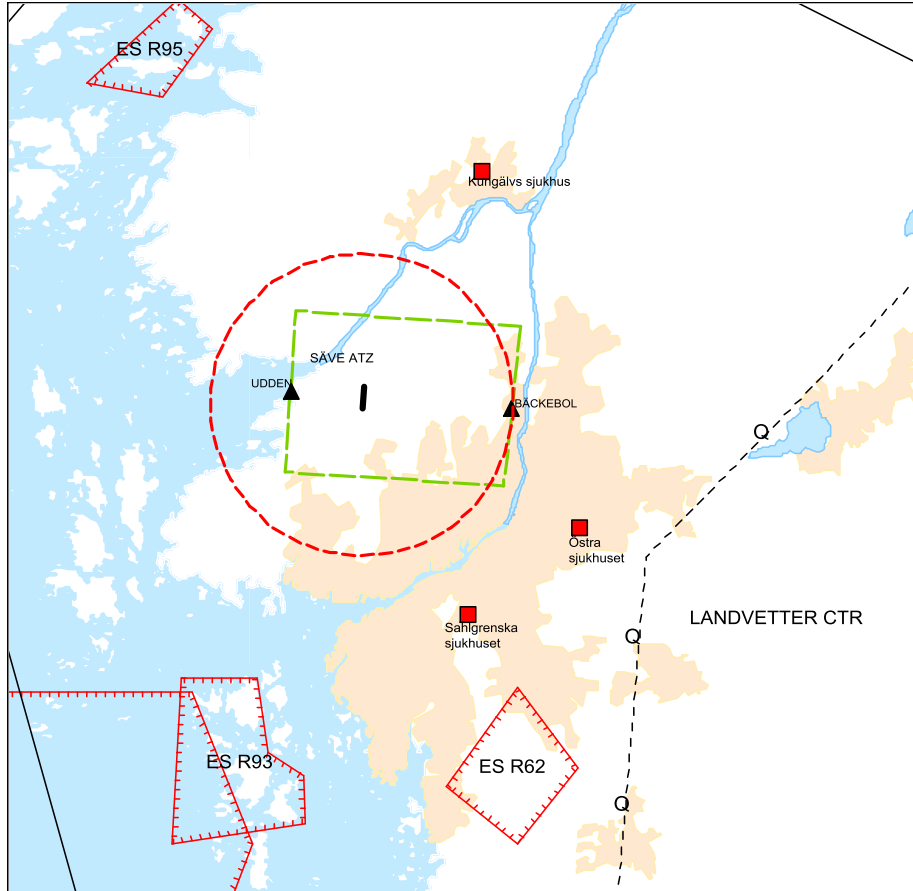 ES R95
Kungälvs sjukhus
SÄVE ATZ
UDDEN
BÄCKEBOL
Q
Östra
sjukhuset
LANDVETTER CTR
Sahlgrenska
sjukhuset
Q
ES R93
ES R62
Q